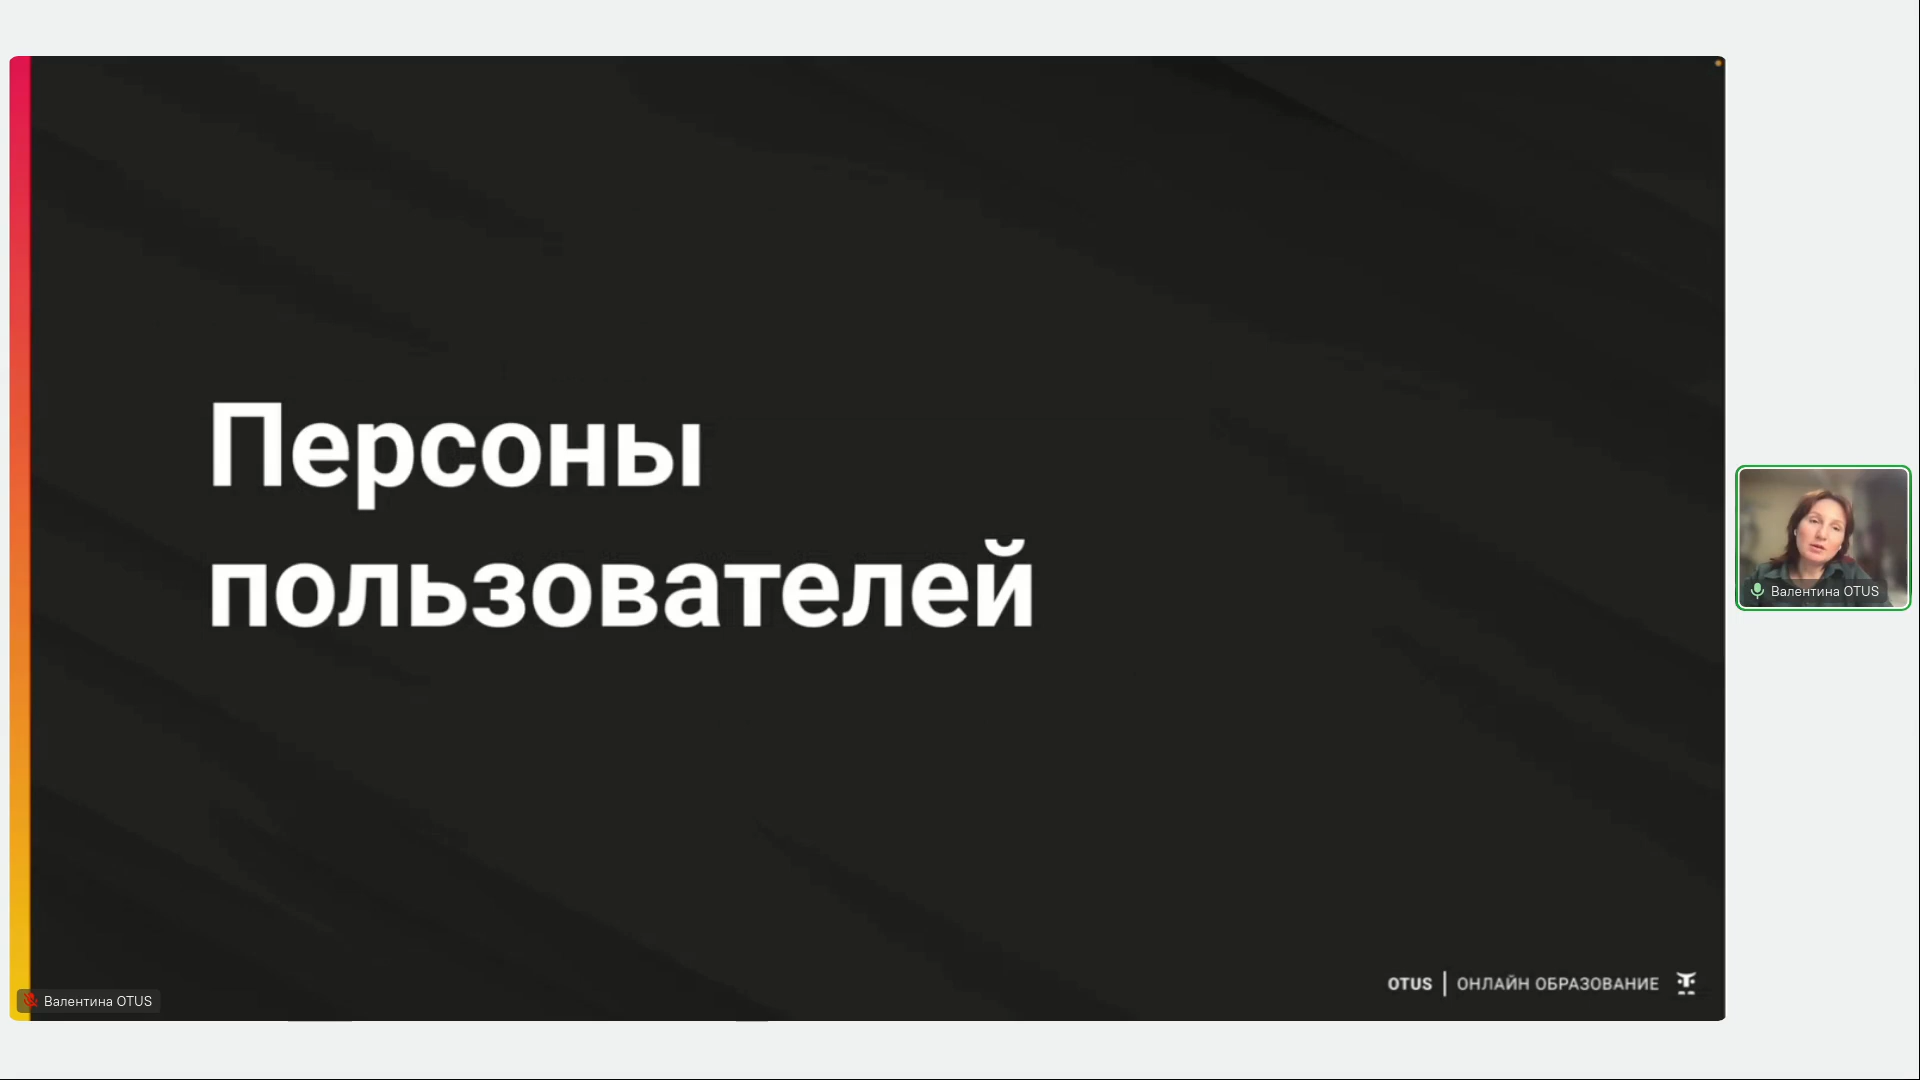 Персоны
пользователей
Валентина OTUS
Валентина OTUS
OTUS | ОНЛАЙН ОБРАЗОВАНИЕ